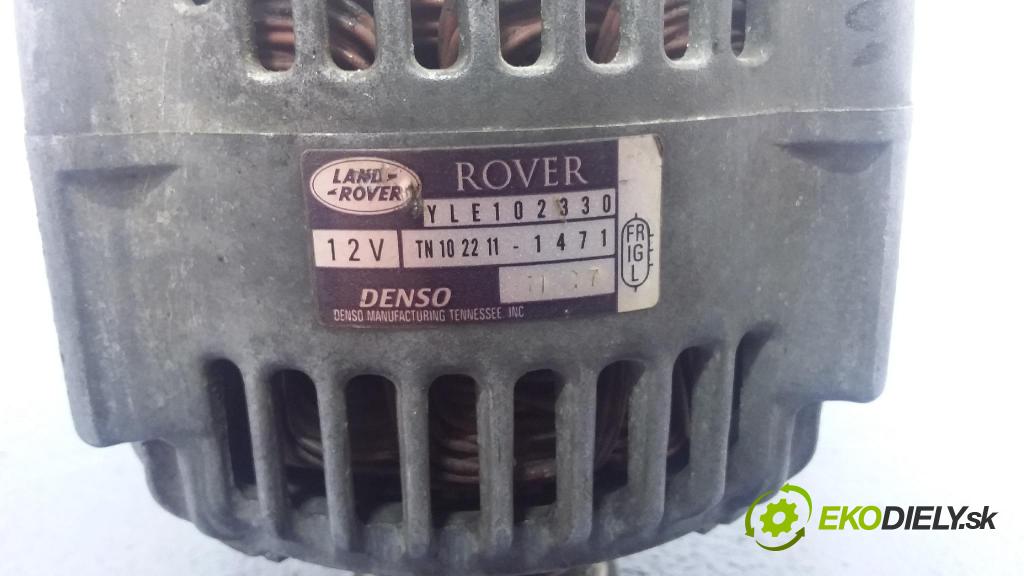 LAND-
-ROVER
ROVER
YLE102330
12V
TN 10 22 11 - 1471
FR
IG
L
DENSO
DENSO MANUFACTURING TENNESSEE, INC
EKODIELY.sk